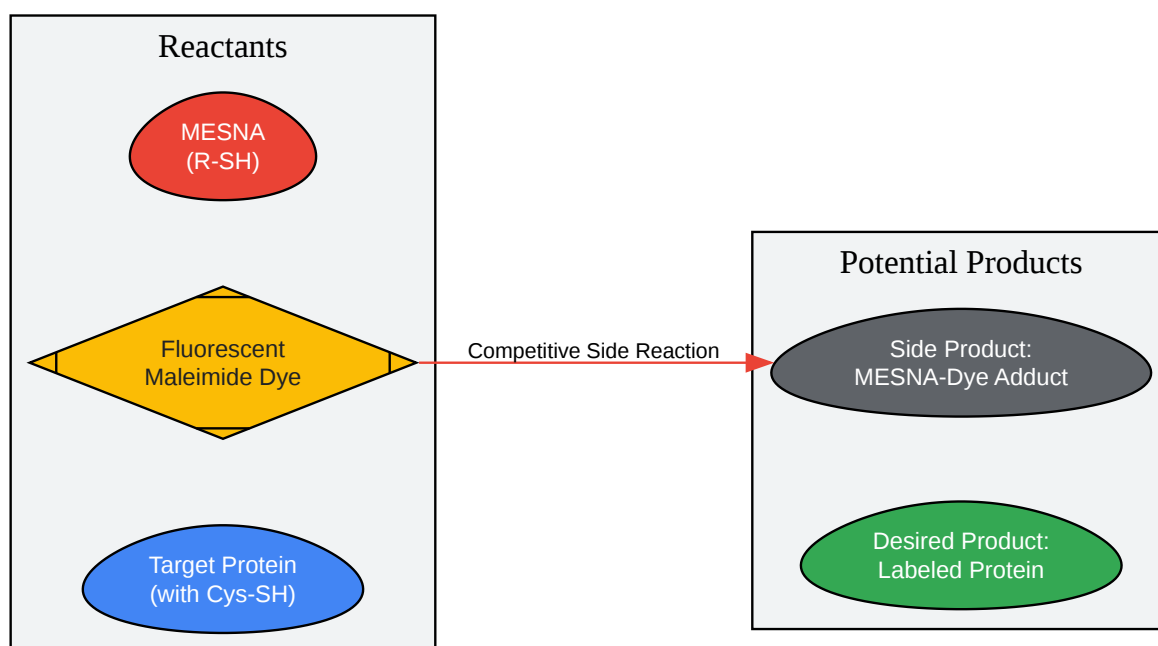 Reactants
MESNA
(R-SH)
Fluorescent
Maleimide Dye
Target Protein
(with Cys-SH)
Competitive Side Reaction
Potential Products
Side Product:
MESNA-Dye Adduct
Desired Product:
Labeled Protein